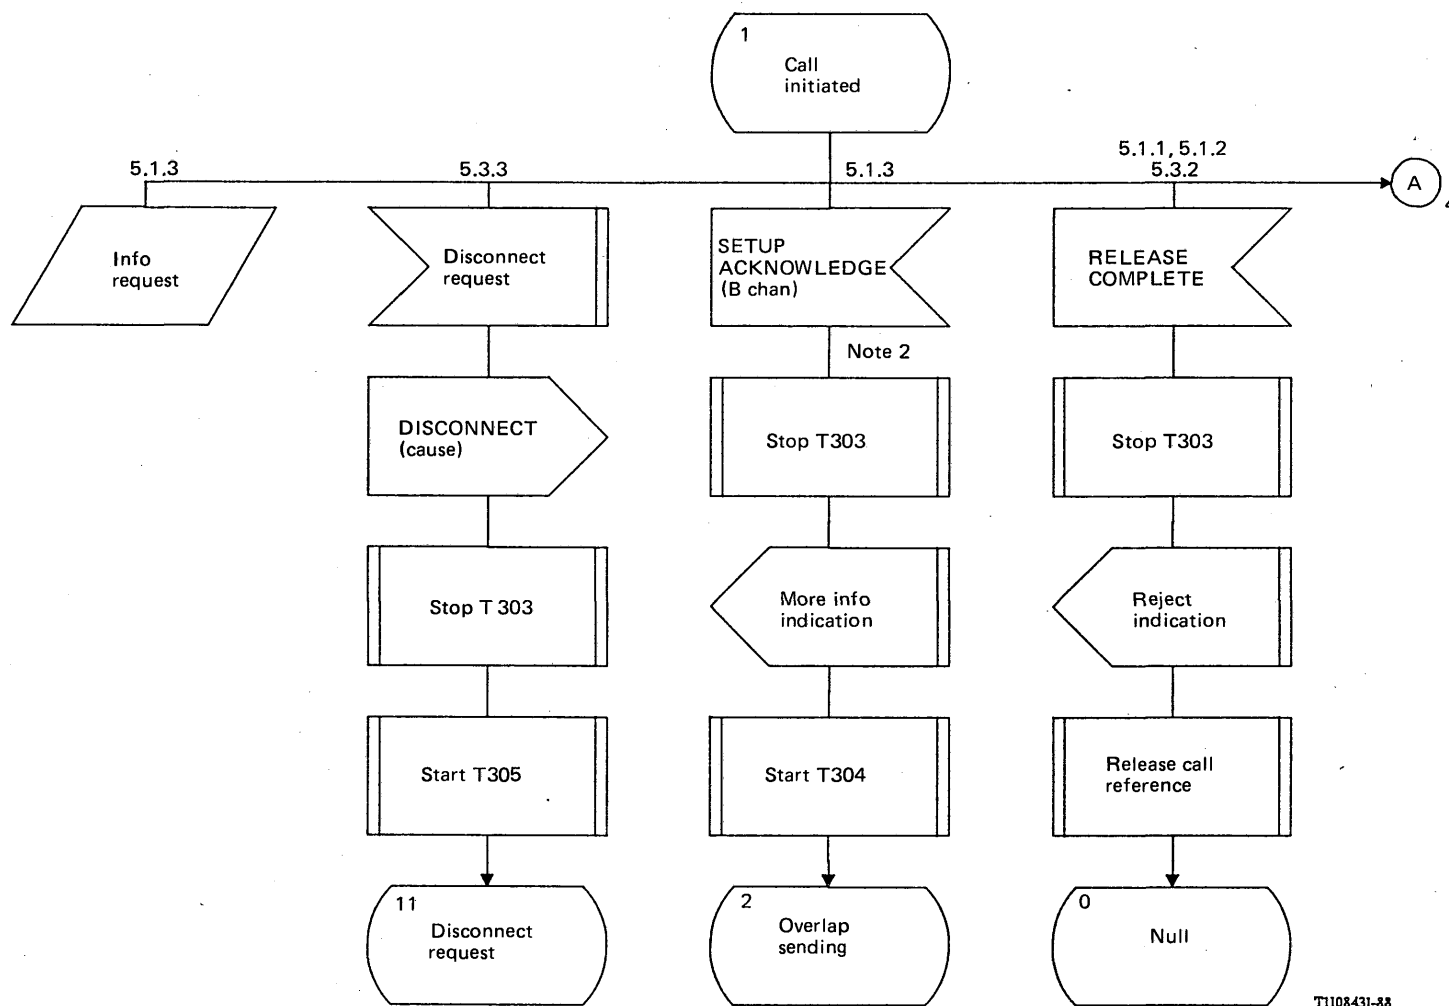 1
Call
initiated
5.1.3
5.3.3
5.1.3
5.1.1, 5.1.2
5.3.2
A
Info
request
Disconnect
request
SETUP
ACKNOWLEDGE
(B chan)
RELEASE
COMPLETE
Note 2
DISCONNECT
(cause)
Stop T303
Stop T303
Stop T 303
More info
indication
Reject
indication
Start T305
Start T304
Release call
reference
11
Disconnect
request
2
Overlap
sending
0
Null
T1108431-88